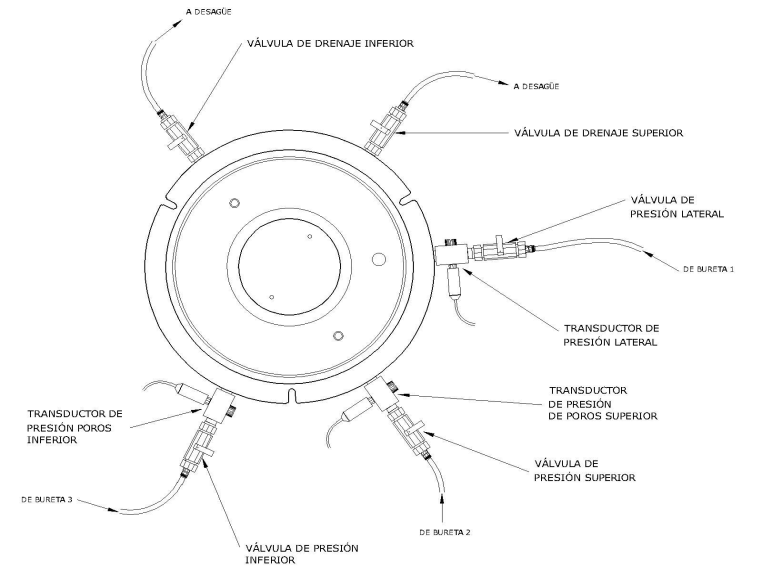 A DESAGÜE
VÁLVULA DE DRENAJE INFERIOR
A DESAGÜE
VÁLVULA DE DRENAJE SUPERIOR
VÁLVULA DE
PRESIÓN LATERAL
DE BURETA 1
TRANSDUCTOR DE
PRESIÓN LATERAL
TRANSDUCTOR
DE PRESIÓN
DE POROS SUPERIOR
TRANSDUCTOR DE
PRESIÓN POROS
INFERIOR
VÁLVULA DE
PRESIÓN SUPERIOR
DE BURETA 3
DE BURETA 2
VÁLVULA DE PRESIÓN
INFERIOR